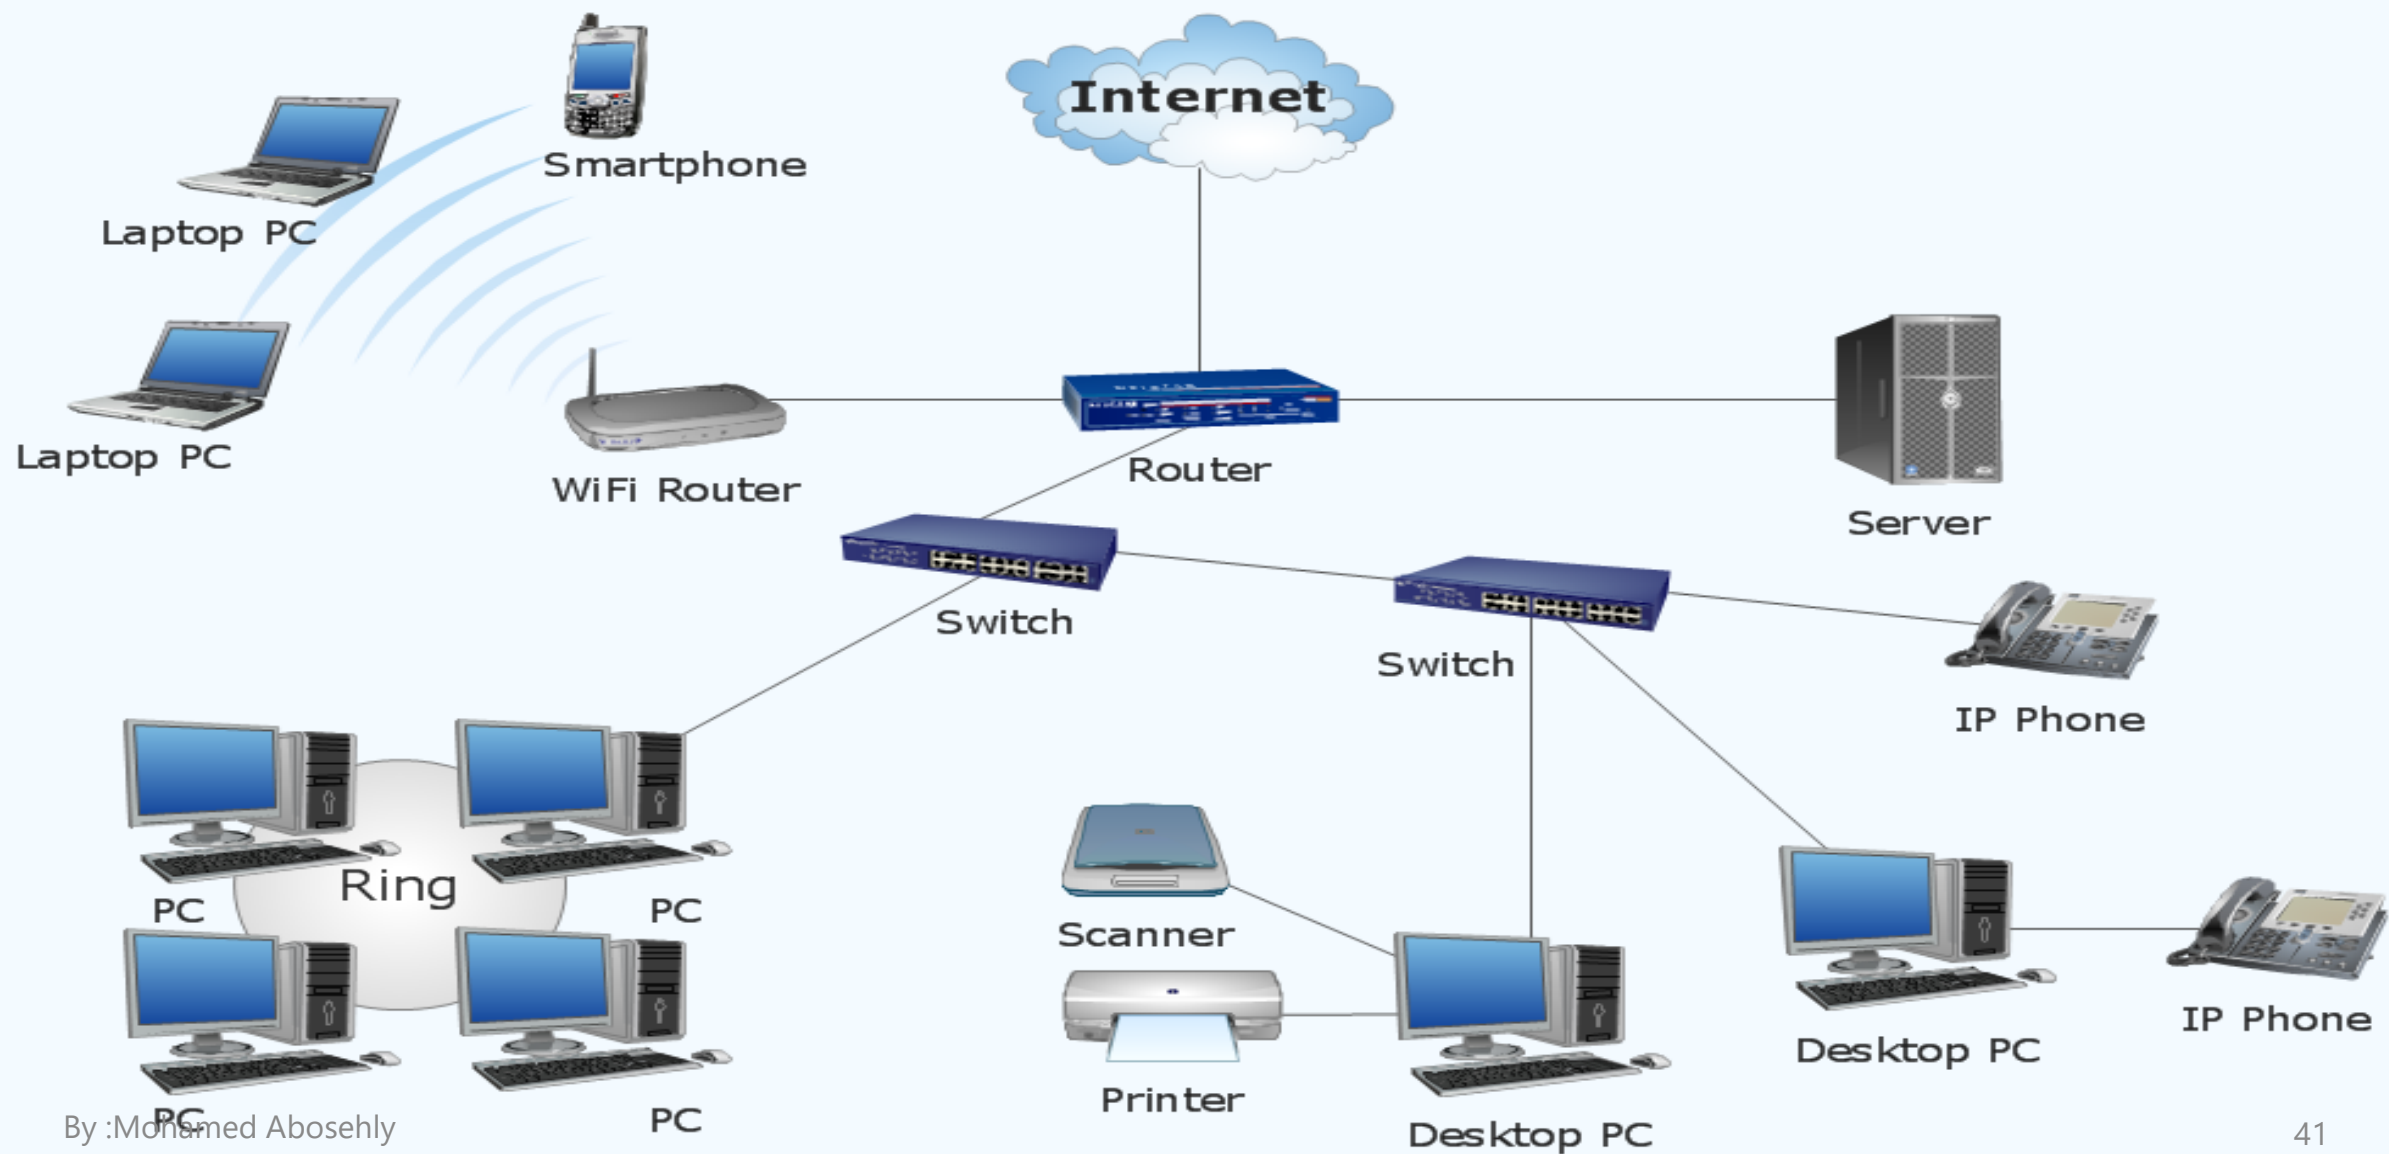 Internet
Smartphone
Laptop PC
Laptop PC
WiFi Router
Router
Server
Switch
Switch
IP Phone
Ring
PC
PC
Scanner
IP Phone
Desktop PC
Printer
PC
PC
Desktop PC
By :Mohamed Abosehly
41